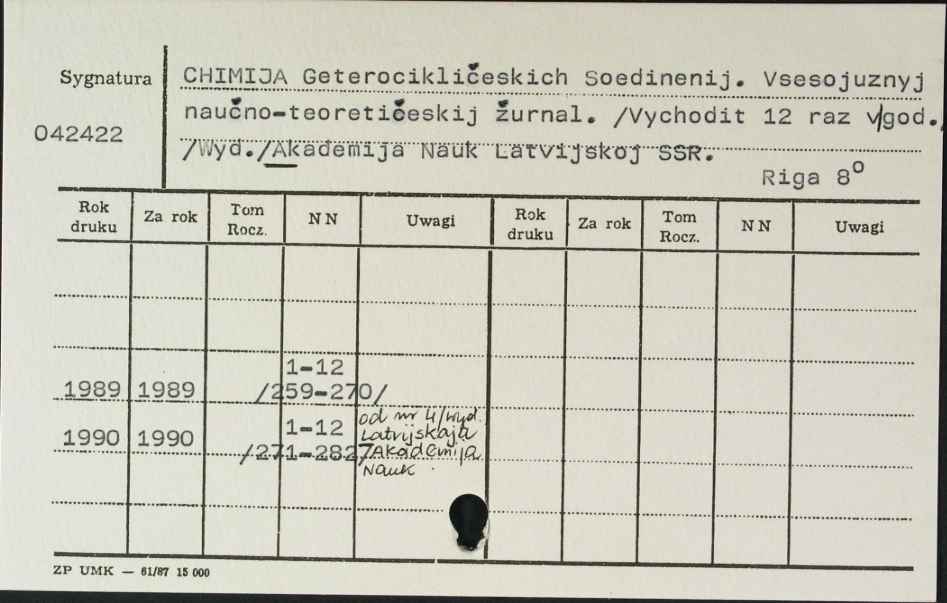 Sygnatura
CHIMIJA Geterocikličeskich Soedinenij. Vsesojuznyj
naučno-teoretičeskij žurnal. /Vychodit 12 raz v/god.,
042422
/Wyd./Akademija Nauk Latvijskoj SSR.
Riga 8°
Rok druku Za rok Tom Rocz. NN Uwagi Rok druku Za rok Tom Rocz. NN Uwagi
1-12
1989 1989 /259-270/
od nr 4/wyd.
1990 1990 1-12 Latvijskaja
/271-282/ Akademija
Nauk
ZP UMK — 61/87 15 000